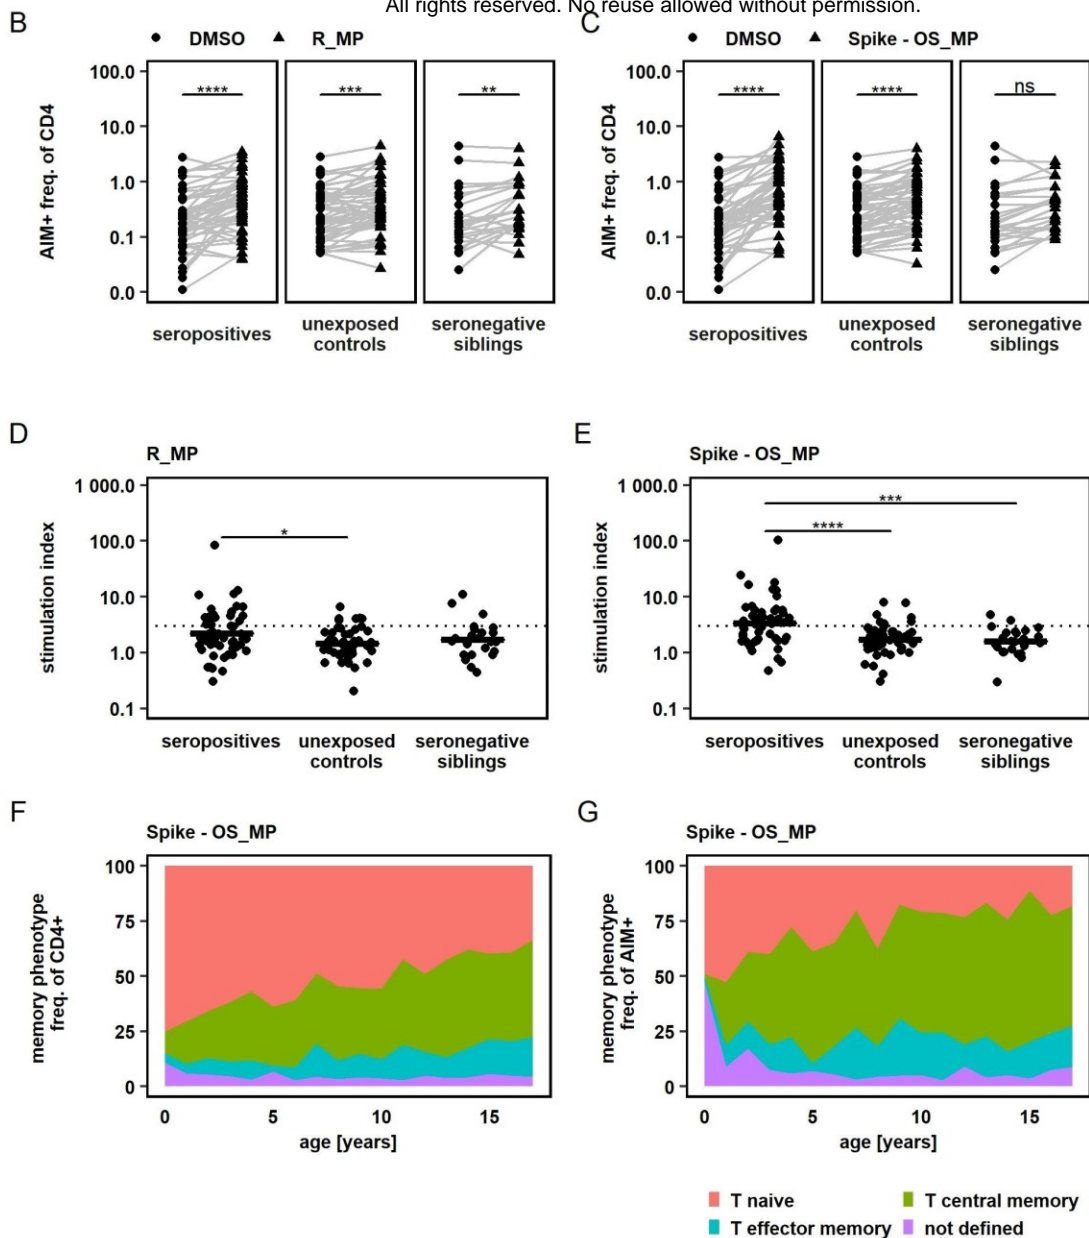 All rights reserved. No reuse allowed without permission.
B
DMSO R_MP
AIM+ freq. of CD4
100.0
10.0
1.0
0.1
0.0
****
***
**
seropositives
unexposed
controls
seronegative
siblings
C
DMSO Spike - OS_MP
AIM+ freq. of CD4
100.0
10.0
1.0
0.1
0.0
****
****
ns
seropositives
unexposed
controls
seronegative
siblings
D
R_MP
stimulation index
1 000.0
100.0
10.0
1.0
0.1
*
seropositives
unexposed
controls
seronegative
siblings
E
Spike - OS_MP
stimulation index
1 000.0
100.0
10.0
1.0
0.1
***
****
seropositives
unexposed
controls
seronegative
siblings
F
Spike - OS_MP
memory phenotype
freq. of CD4+
100
75
50
25
0
0 5 10 15
age [years]
G
Spike - OS_MP
memory phenotype
freq. of AIM+
100
75
50
25
0
0 5 10 15
age [years]
T naive T central memory
T effector memory not defined